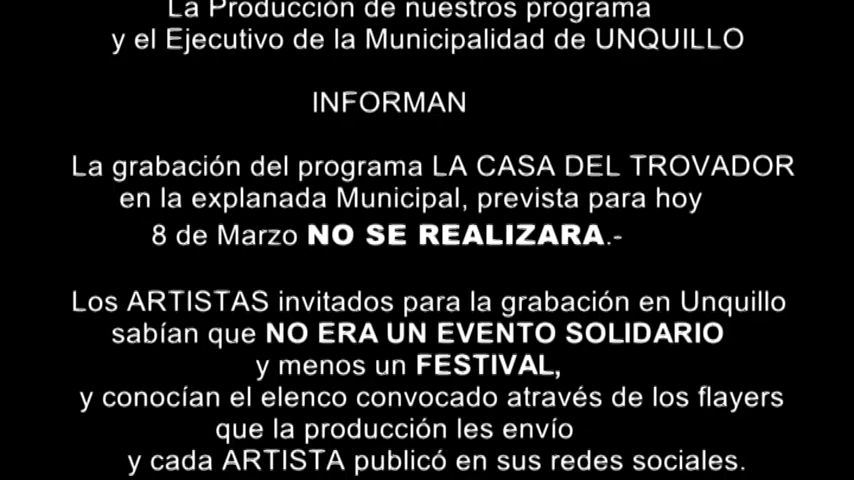 La Producción de nuestros programa
y el Ejecutivo de la Municipalidad de UNQUILLO
INFORMAN
La grabación del programa LA CASA DEL TROVADOR
en la explanada Municipal, prevista para hoy
8 de Marzo NO SE REALIZARA.-
Los ARTISTAS invitados para la grabación en Unquillo
sabían que NO ERA UN EVENTO SOLIDARIO
y menos un FESTIVAL,
y conocían el elenco convocado através de los flayers
que la producción les envío
y cada ARTISTA publicó en sus redes sociales.